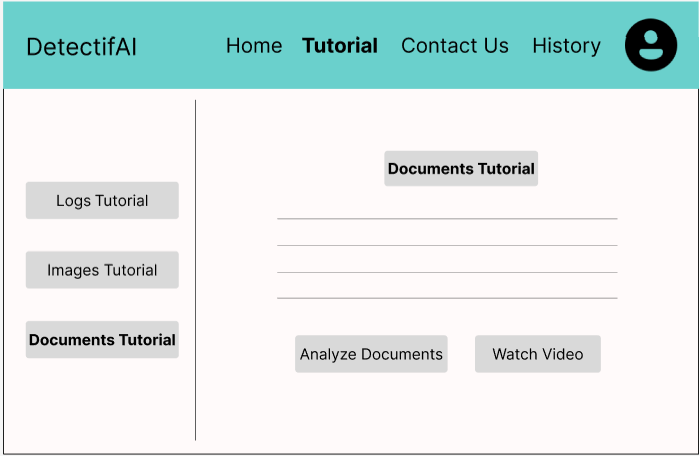 DetectifAI
Home Tutorial Contact Us History
Logs Tutorial
Images Tutorial
Documents Tutorial
Documents Tutorial
Analyze Documents
Watch Video